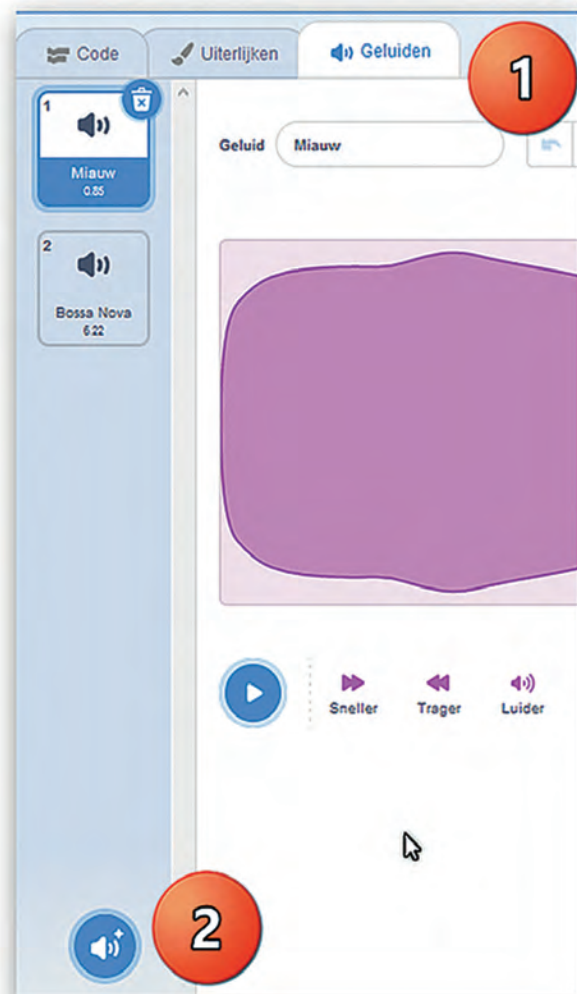 Code
Uiterlijken
Geluiden
1
1
Miauw
0.85
Geluid
Miauw
2
Bossa Nova
6.22
Sneller
Trager
Luider
2